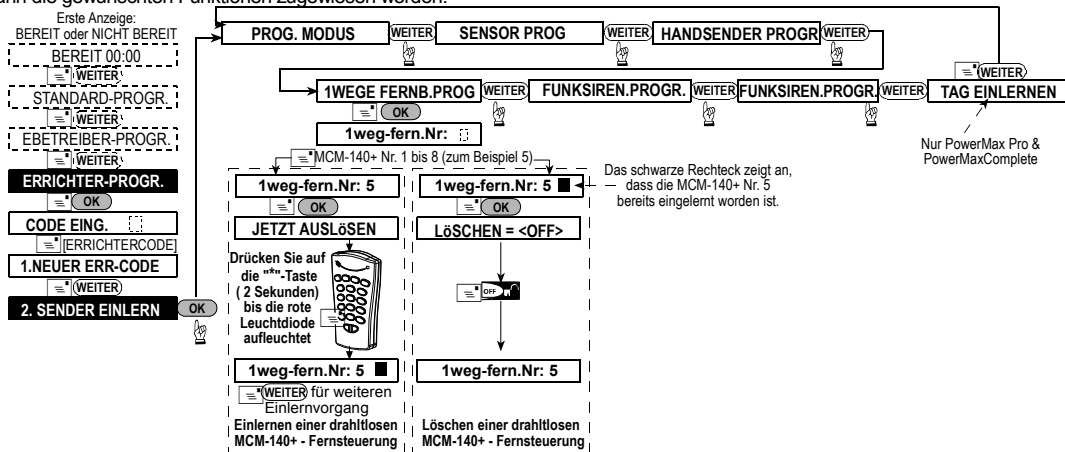 ann die gewünschten Funktionen zugewiesen werden.
Erste Anzeige:
BEREIT oder NICHT BEREIT
BEREIT 00:00
WEITER
STANDARD-PROGR.
WEITER
EBETREIBER-PROGR.
WEITER
ERRICHTER-PROGR.
OK
CODE EING.
[ERRICHTERCODE]
1.NEUER ERR-CODE
WEITER
2. SENDER EINLERN OK
PROG. MODUS WEITER SENSOR PROG WEITER HANDSENDER PROGR WEITER
1WEGE FERNB.PROG WEITER FUNKSIREN.PROGR. WEITER FUNKSIREN.PROGR. WEITER TAG EINLERNEN
WEITER
Nur PowerMax Pro &
PowerMaxComplete
OK
1weg-fern.Nr:
MCM-140+ Nr. 1 bis 8 (zum Beispiel 5)
1weg-fern.Nr: 5
OK
JETZT AUSLöSEN
Drücken Sie auf
die "*"-Taste
( 2 Sekunden)
bis die rote
Leuchtdiode
aufleuchtet
1weg-fern.Nr: 5
WEITER für weiteren
Einlernvorgang
Einlernen einer drahtlosen
MCM-140+ - Fernsteuerung
1weg-fern.Nr: 5
OK
LöSCHEN = <OFF>
OFF
1weg-fern.Nr: 5
Löschen einer drahtlosen
MCM-140+ - Fernsteuerung
Das schwarze Rechteck zeigt an,
dass die MCM-140+ Nr. 5
bereits eingelernt worden ist.